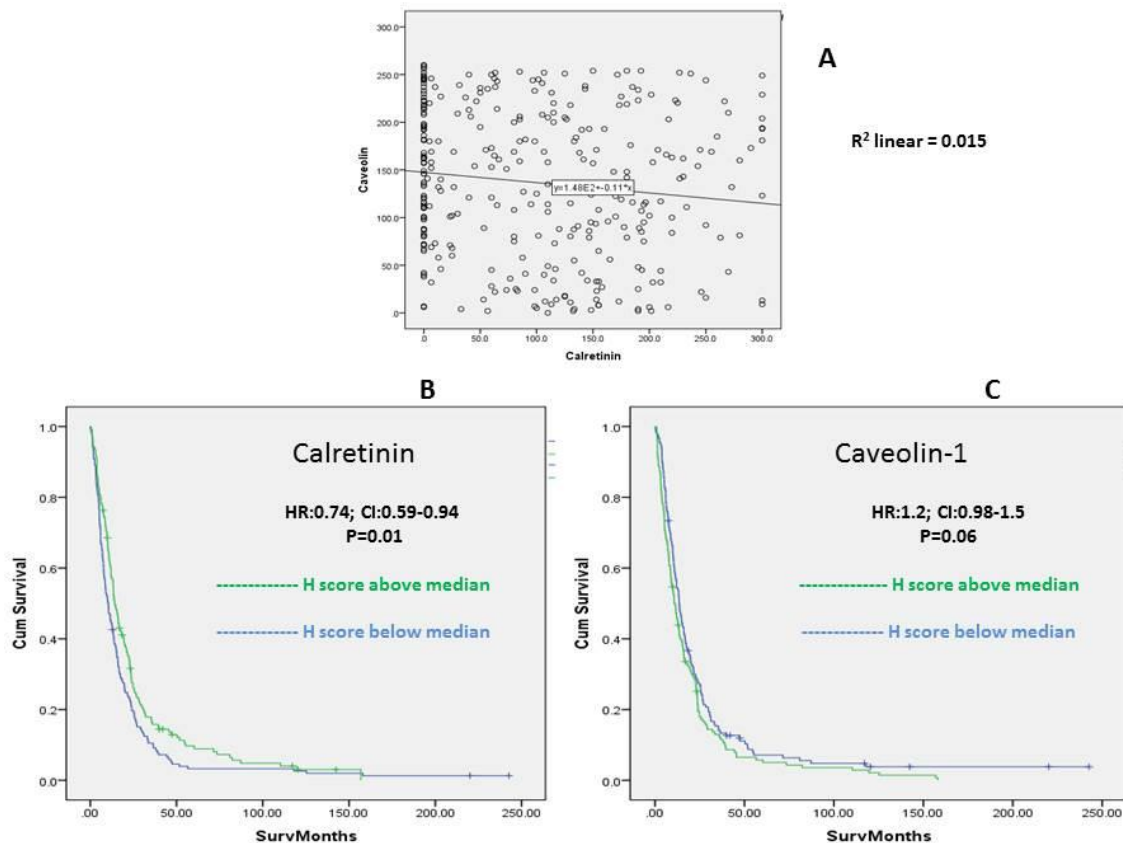 A
300.0
250.0
200.0
150.0
100.0
50.0
.0
Caveolin
y=1.48E2+-0.11*x
.0 50.0 100.0 150.0 200.0 250.0 300.0
Calretinin
R² linear = 0.015
B
Calretinin
HR:0.74; CI:0.59-0.94
P=0.01
H score above median
H score below median
1.0
0.8
0.6
0.4
0.2
0.0
Cum Survival
.00 50.00 100.00 150.00 200.00 250.00
SurvMonths
C
Caveolin-1
HR:1.2; CI:0.98-1.5
P=0.06
H score above median
H score below median
1.0
0.8
0.6
0.4
0.2
0.0
Cum Survival
.00 50.00 100.00 150.00 200.00 250.00
SurvMonths